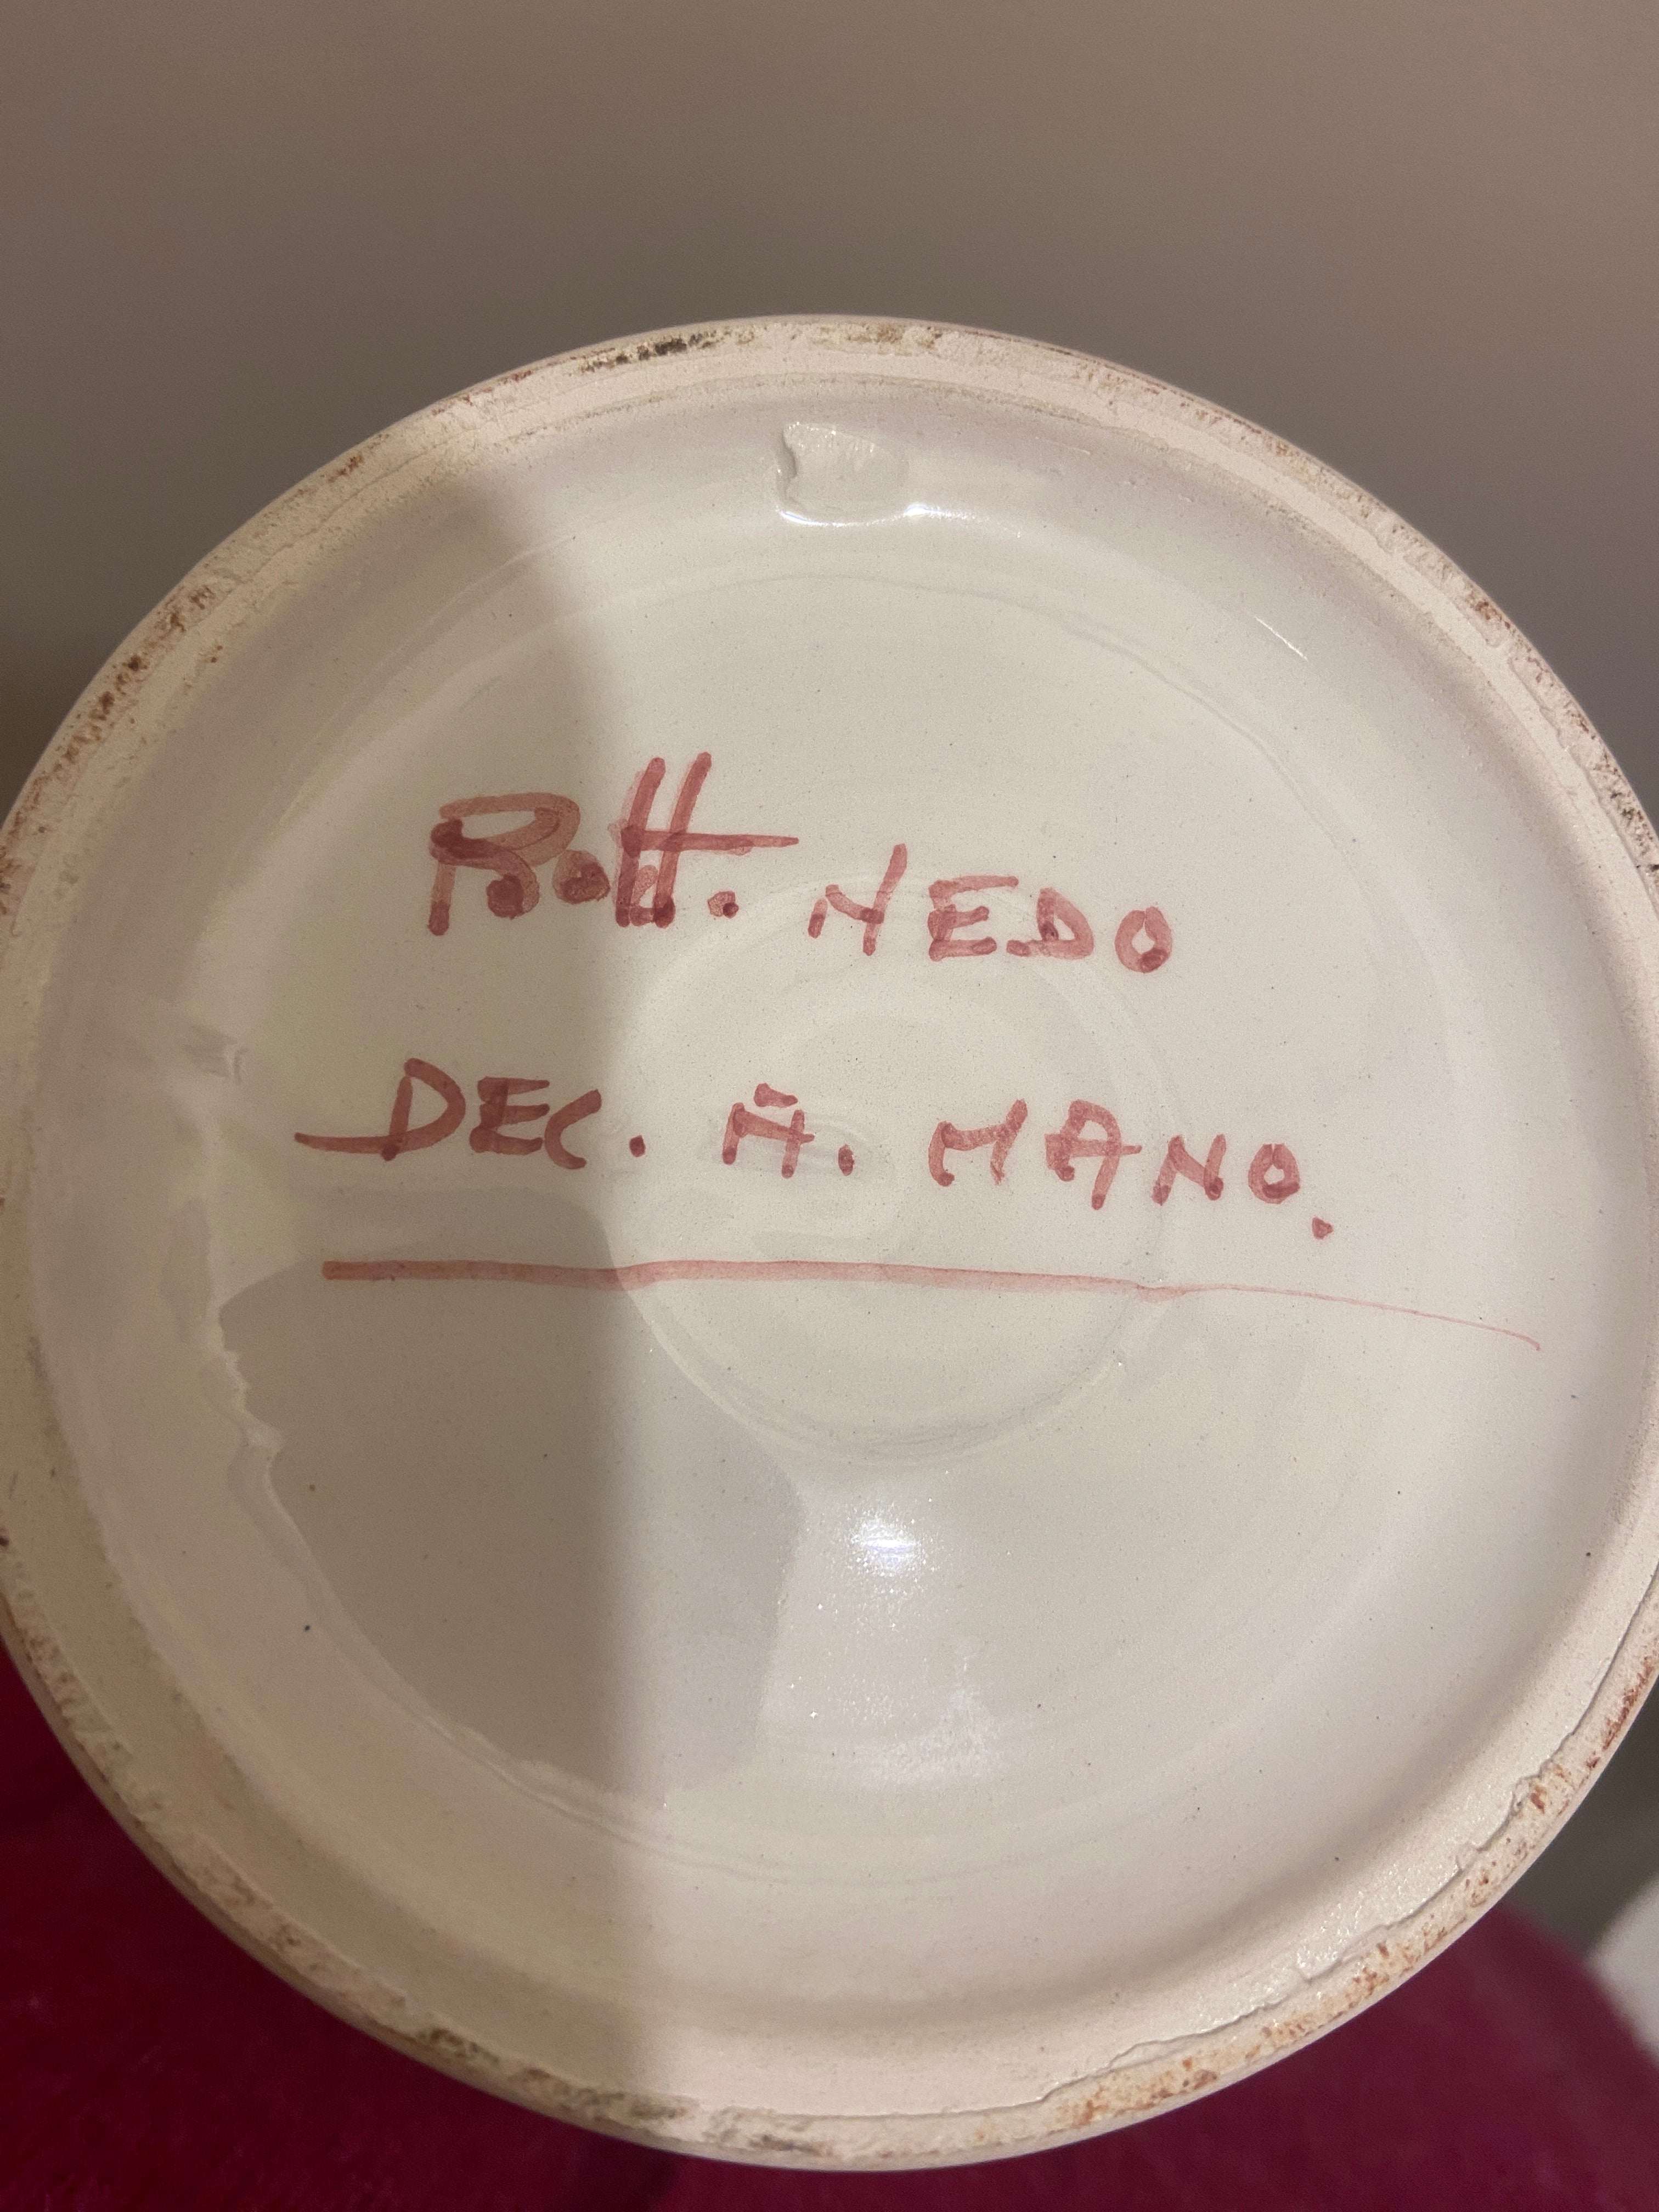 Bott. NEDO
DEC. A. MANO.